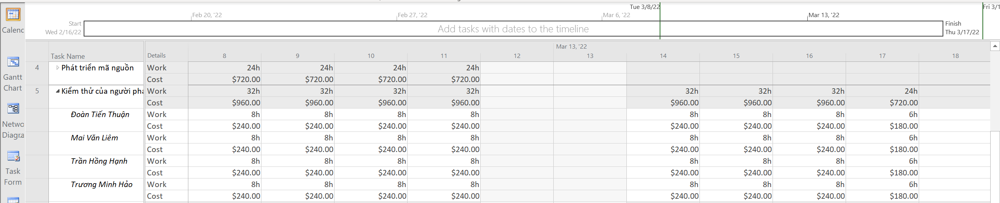 Tue 3/8/22
Fri 3/1
Feb 20, '22
Feb 27, '22
Mar 6, '22
Mar 13, '22
Start
Wed 2/16/22
Add tasks with dates to the timeline
Finish
Thu 3/17/22
Calenc
Gantt
Chart
Netwo
Diagra
Task
Form
Mar 13, '22
Task Name Details 8 9 10 11 12 13 14 15 16 17 18
4 Phát triển mã nguồn Work 24h 24h 24h 24h
Cost $720.00 $720.00 $720.00 $720.00
5 Kiểm thử của người phá Work 32h 32h 32h 32h 32h 32h 32h 24h
Cost $960.00 $960.00 $960.00 $960.00 $960.00 $960.00 $960.00 $720.00
Đoàn Tiến Thuận Work 8h 8h 8h 8h 8h 8h 8h 6h
Cost $240.00 $240.00 $240.00 $240.00 $240.00 $240.00 $240.00 $180.00
Mai Văn Liêm Work 8h 8h 8h 8h 8h 8h 8h 6h
Cost $240.00 $240.00 $240.00 $240.00 $240.00 $240.00 $240.00 $180.00
Trần Hồng Hạnh Work 8h 8h 8h 8h 8h 8h 8h 6h
Cost $240.00 $240.00 $240.00 $240.00 $240.00 $240.00 $240.00 $180.00
Trương Minh Hảo Work 8h 8h 8h 8h 8h 8h 8h 6h
Cost $240.00 $240.00 $240.00 $240.00 $240.00 $240.00 $240.00 $180.00